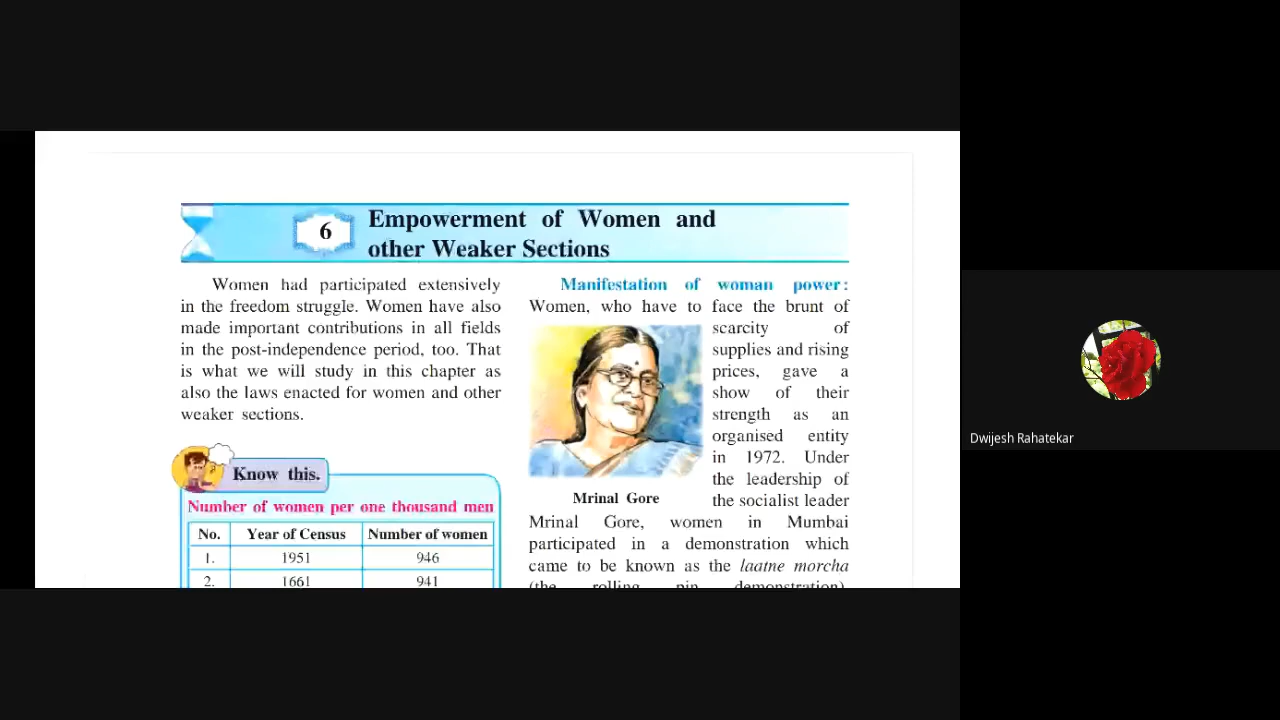 6
Empowerment of Women and
other Weaker Sections
Women had participated extensively
in the freedom struggle. Women have also
made important contributions in all fields
in the post-independence period, too. That
is what we will study in this chapter as
also the laws enacted for women and other
weaker sections.
Know this.
Number of women per one thousand men
No. Year of Census Number of women
1. 1951 946
2. 1661 941
Manifestation of woman power:
Women, who have to face the brunt of
scarcity of
supplies and rising
prices, gave a
show of their
strength as an
organised entity
in 1972. Under
the leadership of
the socialist leader
Mrinal Gore
Mrinal Gore, women in Mumbai
participated in a demonstration which
came to be known as the laatne morcha
(the rolling pin demonstration).
Dwijesh Rahatekar